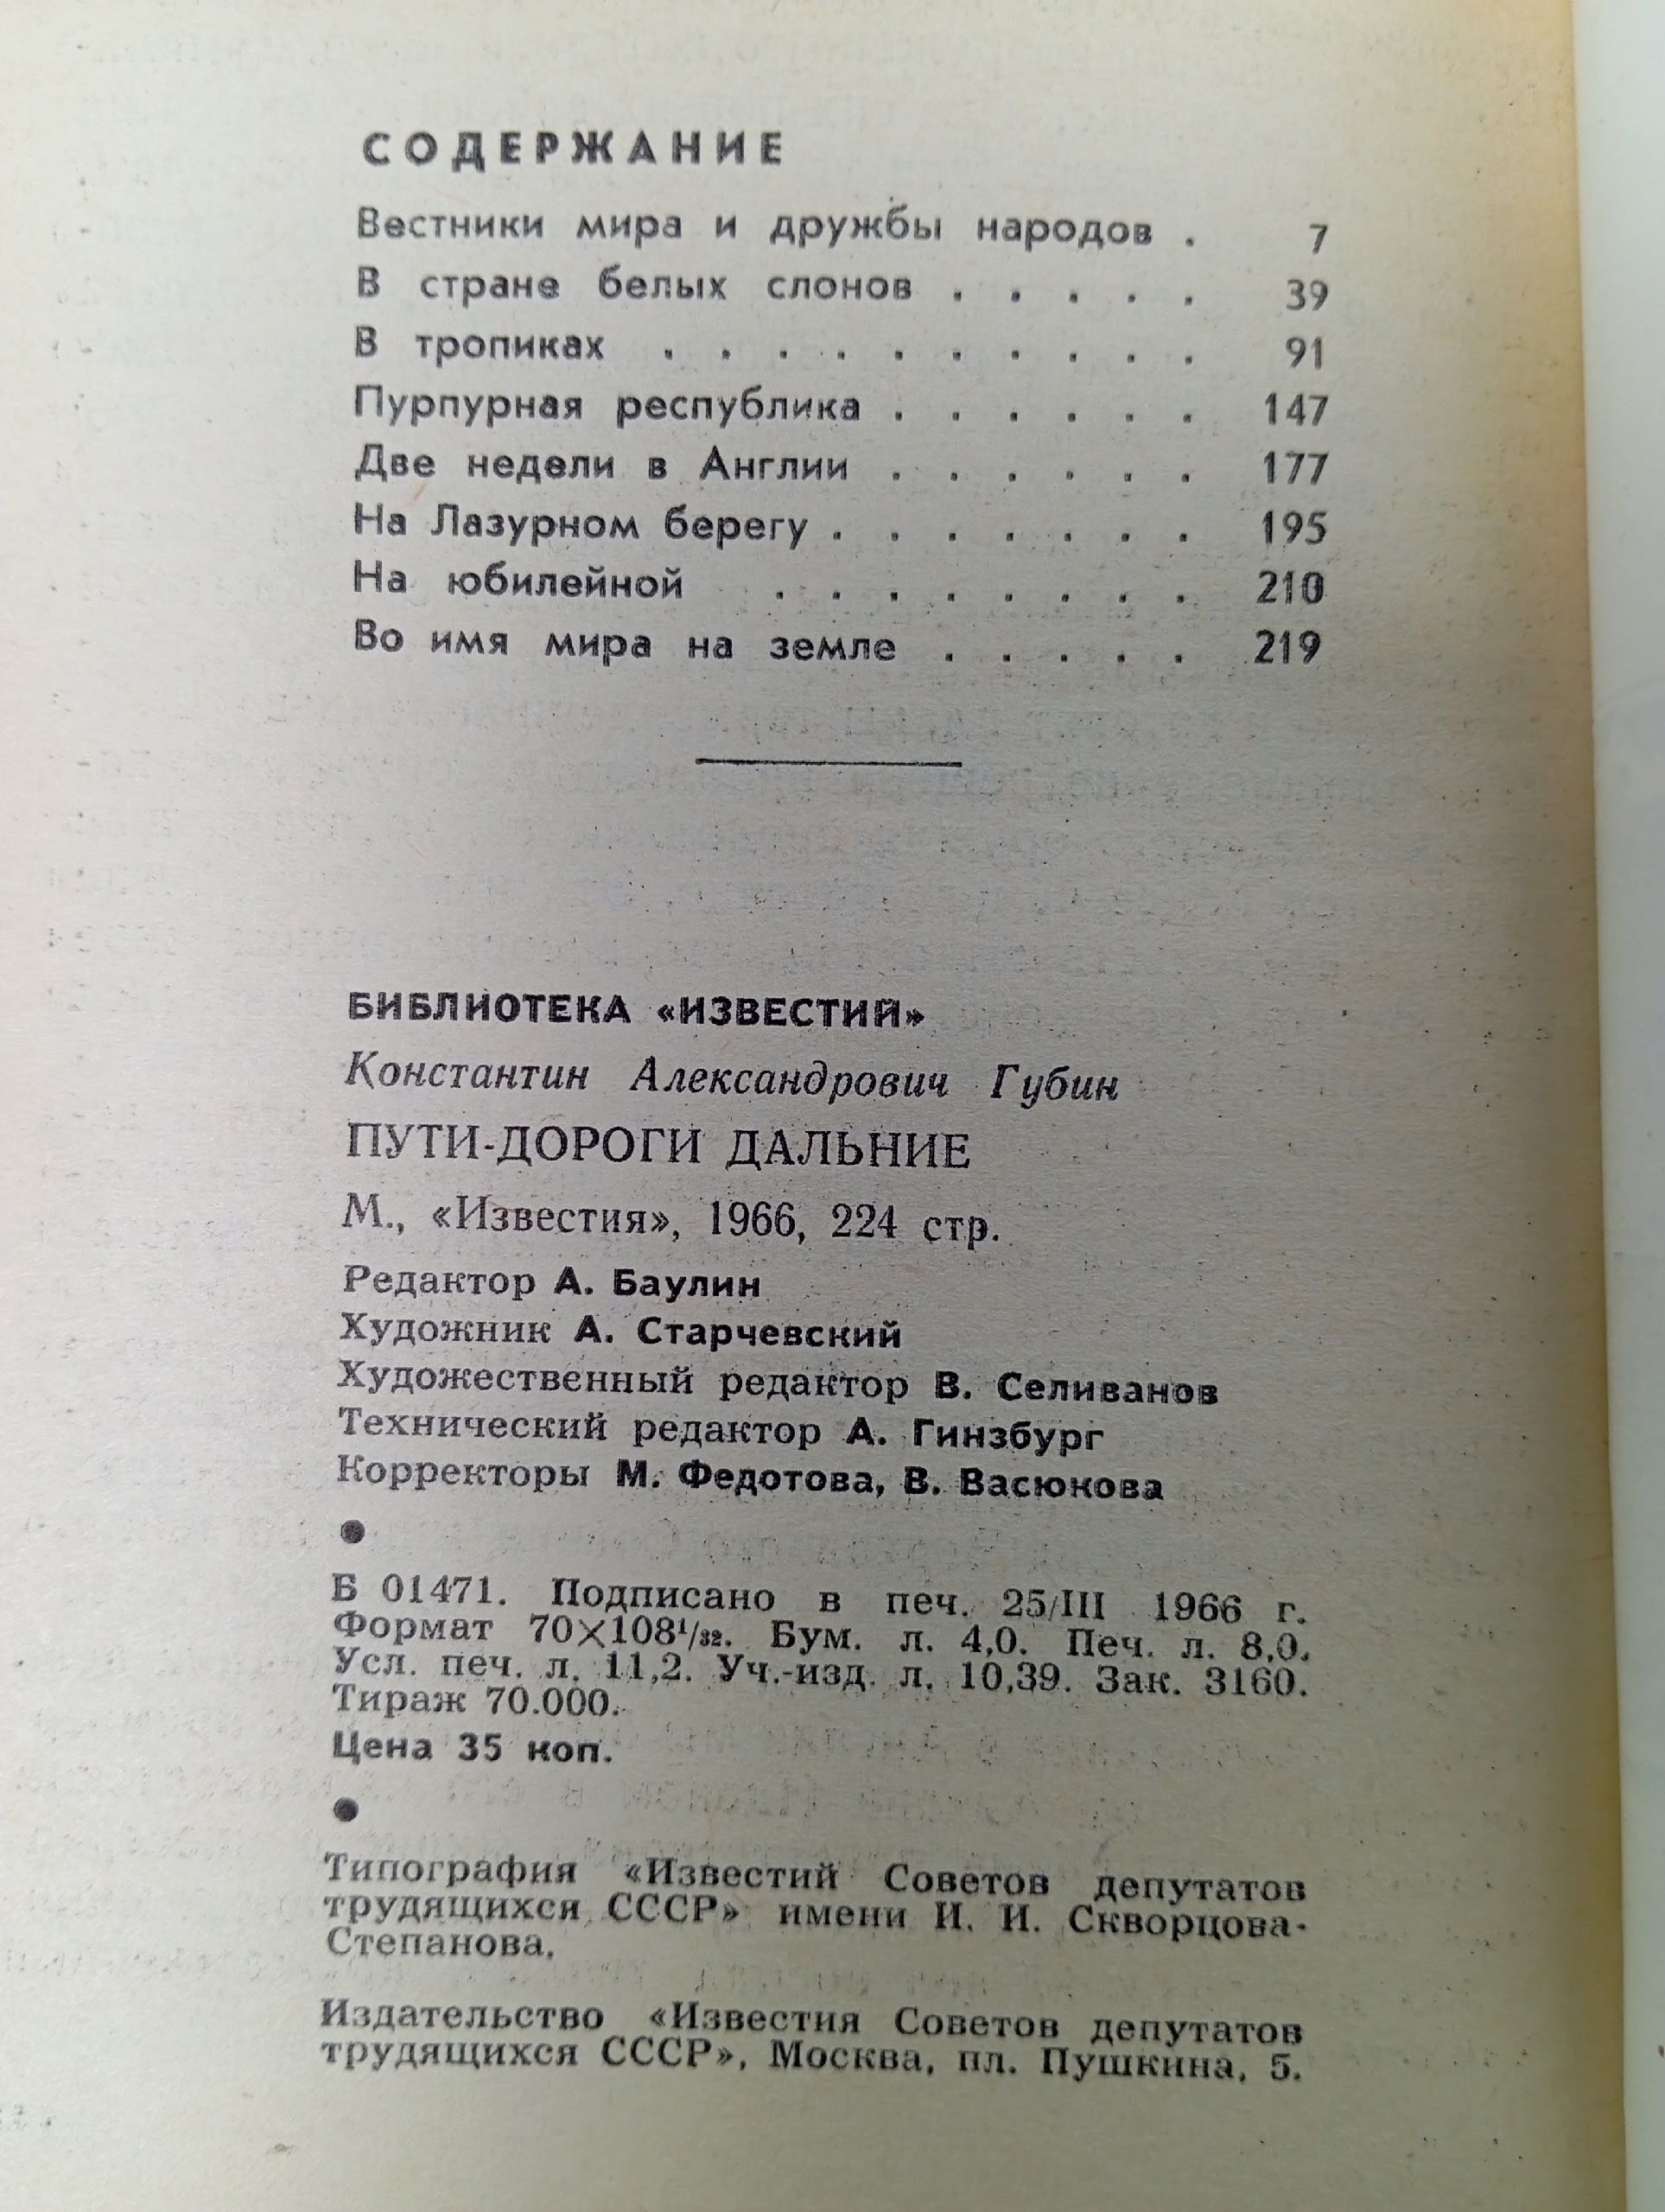 СОДЕРЖАНИЕ
Вестники мира и дружбы народов . 7
В стране белых слонов . . . . . 39
В тропиках . . . . . . . . . . 91
Пурпурная республика . . . . . . 147
Две недели в Англии . . . . . . 177
На Лазурном берегу . . . . . . . 195
На юбилейной . . . . . . . . 210
Во имя мира на земле . . . . . 219
БИБЛИОТЕКА «ИЗВЕСТИЙ»
Константин Александрович Губин
ПУТИ-ДОРОГИ ДАЛЬНИЕ
М., «Известия», 1966, 224 стр.
Редактор А. Баулин
Художник А. Старчевский
Художественный редактор В. Селиванов
Технический редактор А. Гинзбург
Корректоры М. Федотова, В. Васюкова
●
Б 01471. Подписано в печ. 25/III 1966 г.
Формат 70×108¹/₃₂. Бум. л. 4,0. Печ. л. 8,0.
Усл. печ. л. 11,2. Уч.-изд. л. 10,39. Зак. 3160.
Тираж 70.000.
Цена 35 коп.
●
Типография «Известий Советов депутатов
трудящихся СССР» имени И. И. Скворцова-
Степанова.
Издательство «Известия Советов депутатов
трудящихся СССР», Москва, пл. Пушкина, 5.